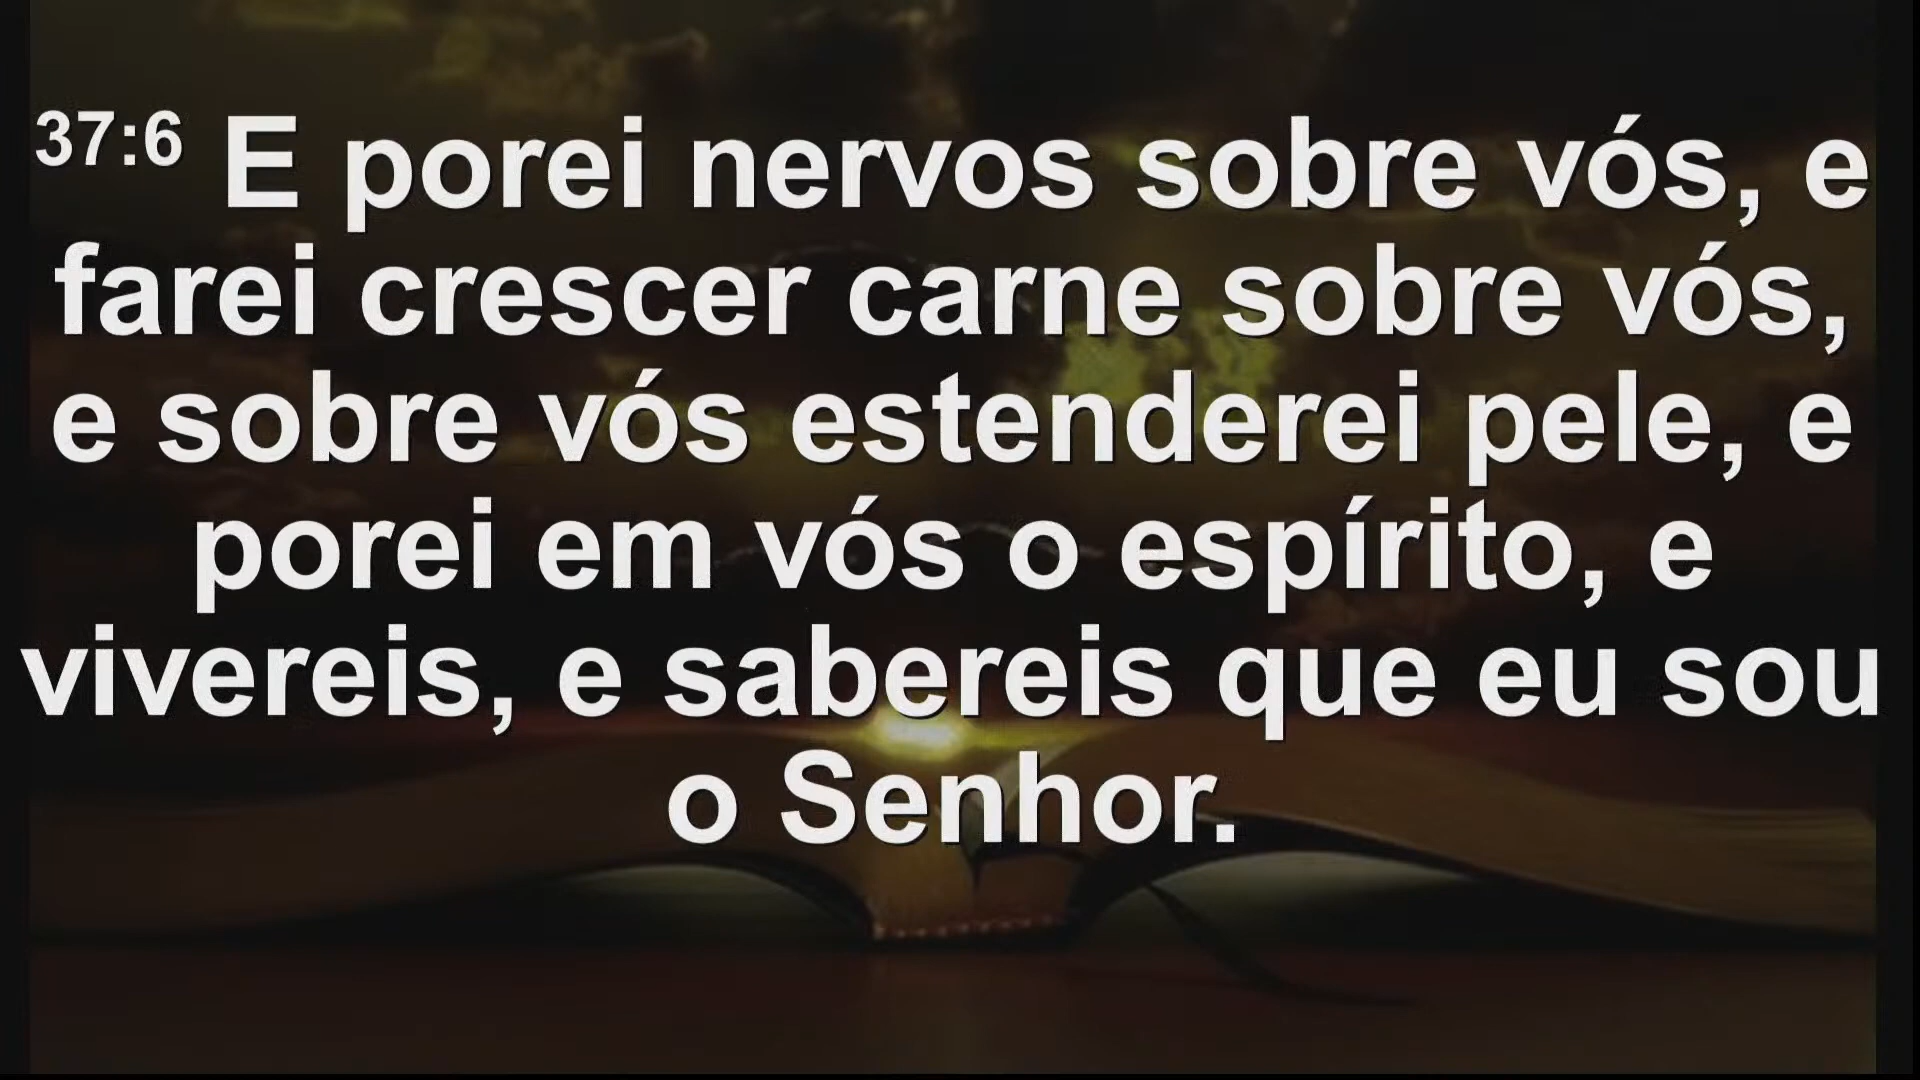 37:6 E porei nervos sobre vós, e
farei crescer carne sobre vós,
e sobre vós estenderei pele, e
porei em vós o espírito, e
vivereis, e sabereis que eu sou
o Senhor.